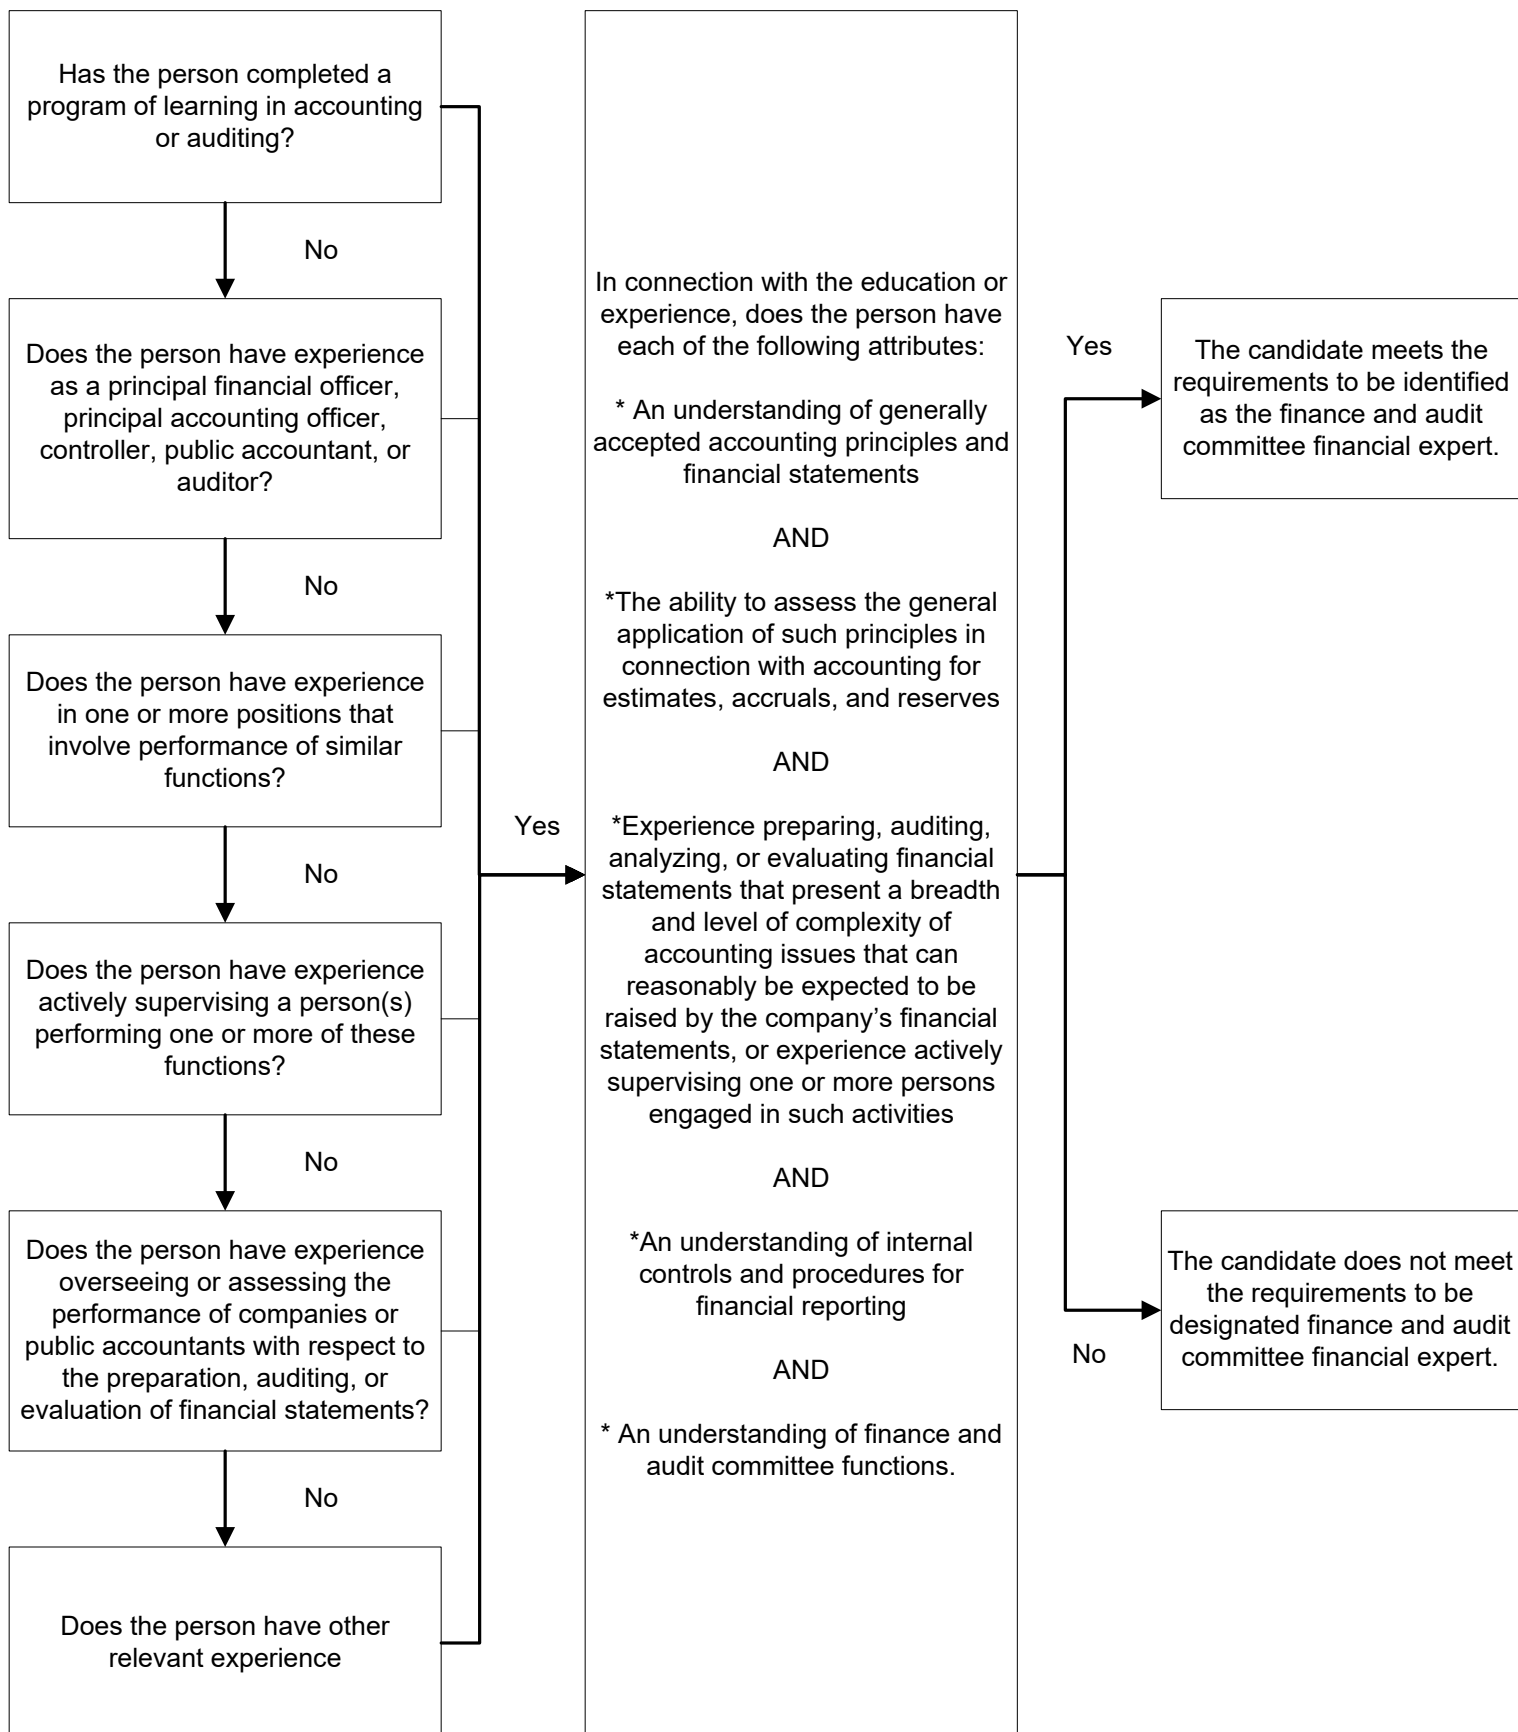 Has the person completed a
program of learning in accounting
or auditing?
No
Does the person have experience
as a principal financial officer,
principal accounting officer,
controller, public accountant, or
auditor?
No
Does the person have experience
in one or more positions that
involve performance of similar
functions?
No
Does the person have experience
actively supervising a person(s)
performing one or more of these
functions?
No
Does the person have experience
overseeing or assessing the
performance of companies or
public accountants with respect to
the preparation, auditing, or
evaluation of financial statements?
No
Does the person have other
relevant experience
Yes
In connection with the education or
experience, does the person have
each of the following attributes:
* An understanding of generally
accepted accounting principles and
financial statements
AND
*The ability to assess the general
application of such principles in
connection with accounting for
estimates, accruals, and reserves
AND
*Experience preparing, auditing,
analyzing, or evaluating financial
statements that present a breadth
and level of complexity of
accounting issues that can
reasonably be expected to be
raised by the company’s financial
statements, or experience actively
supervising one or more persons
engaged in such activities
AND
*An understanding of internal
controls and procedures for
financial reporting
AND
* An understanding of finance and
audit committee functions.
Yes
The candidate meets the
requirements to be identified
as the finance and audit
committee financial expert.
No
The candidate does not meet
the requirements to be
designated finance and audit
committee financial expert.